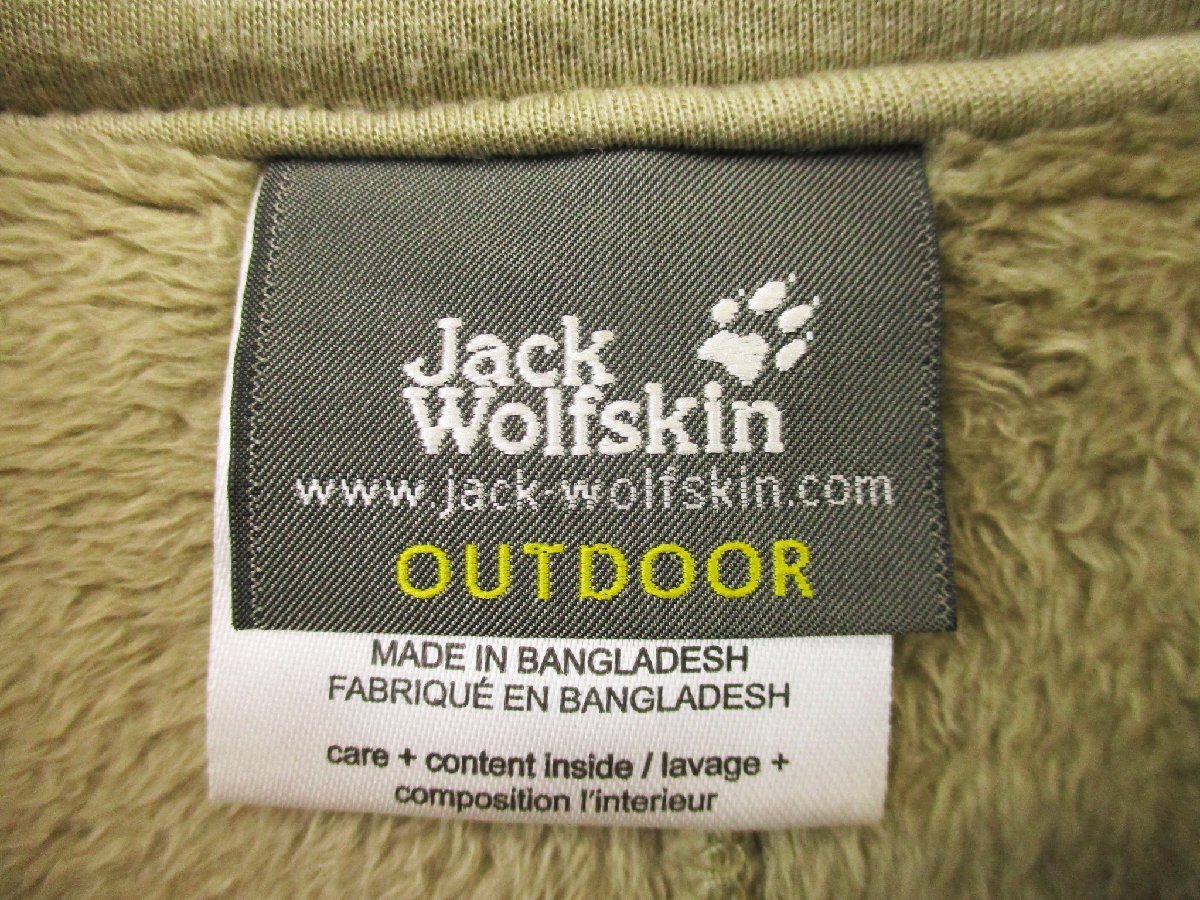 Jack
Wolfskin
www.jack-wolfskin.com
OUTDOOR
MADE IN BANGLADESH
FABRIQUÉ EN BANGLADESH
care + content inside / lavage +
composition l'interieur